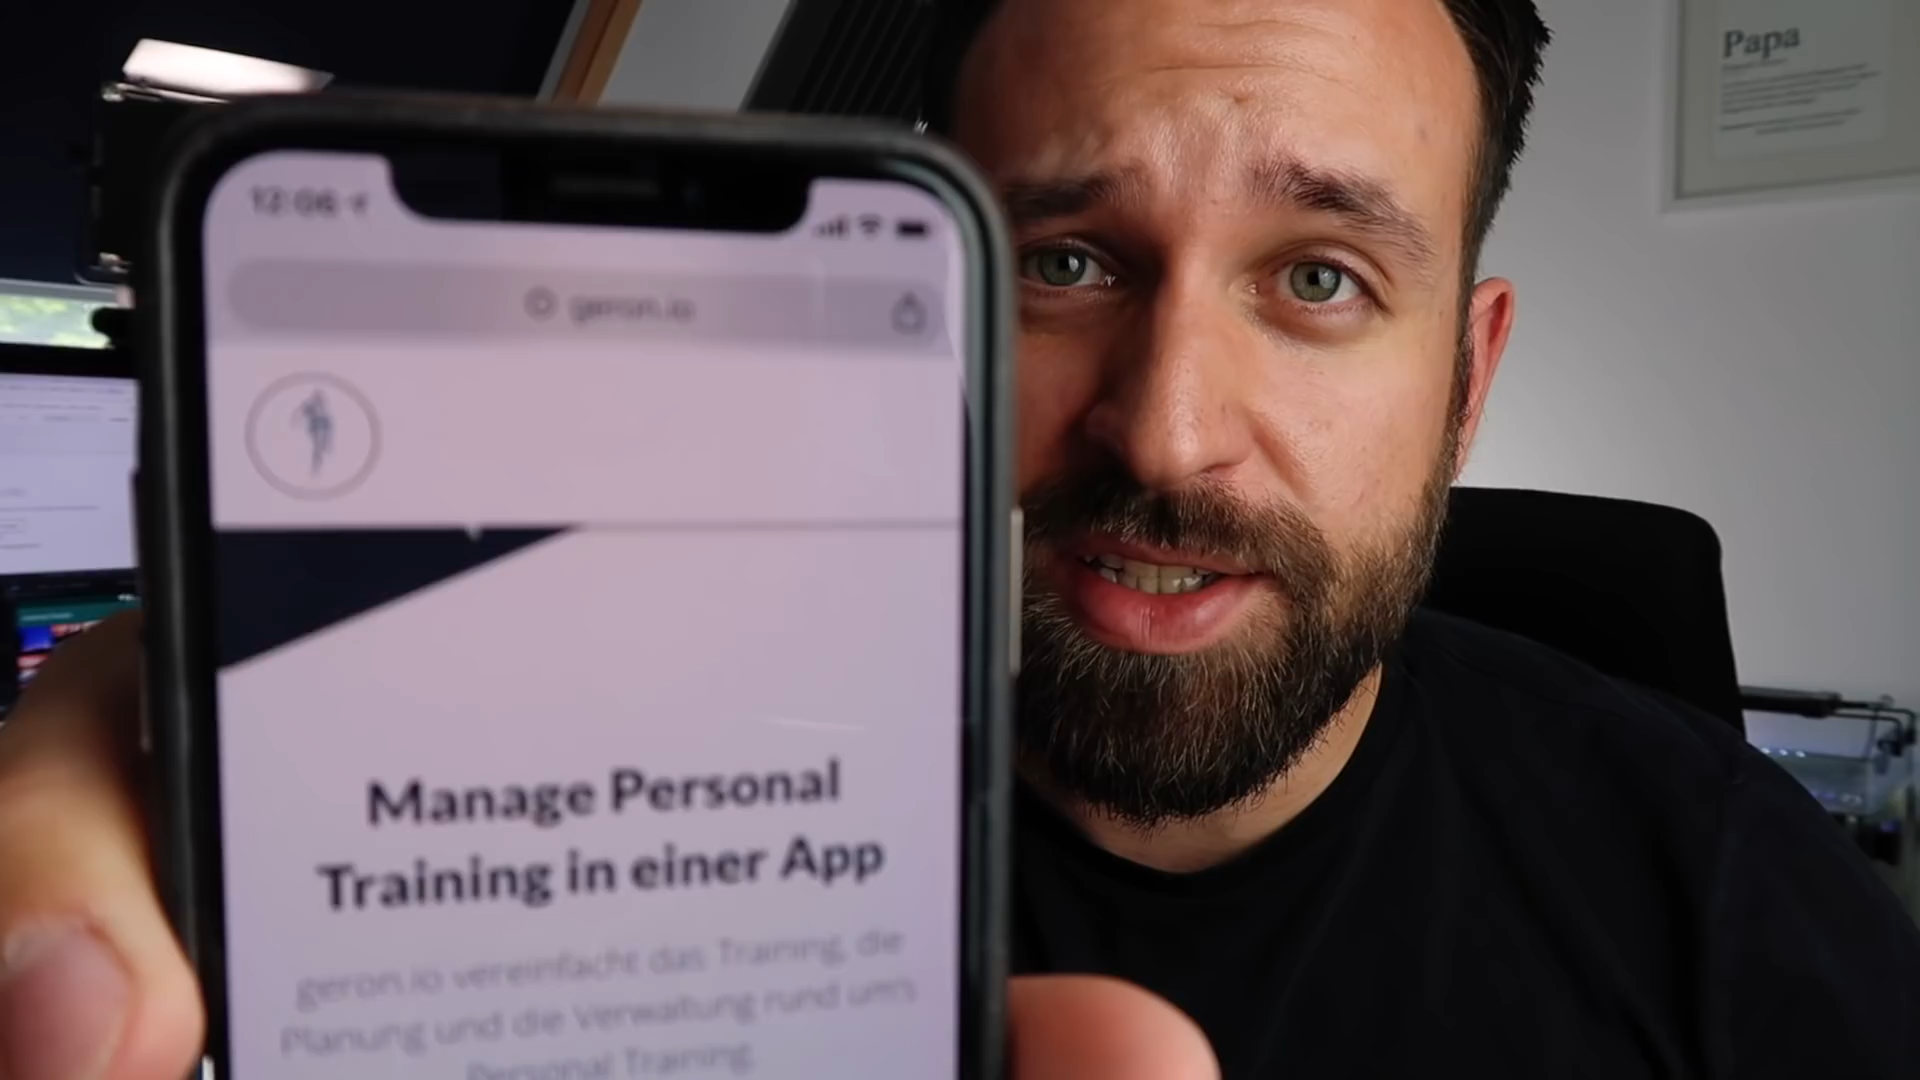 Papa
12:06
geron.io
Manage Personal
Training in einer App
geron.io vereinfacht das Training, die
Planung und die Verwaltung rund um's
Personal Training.